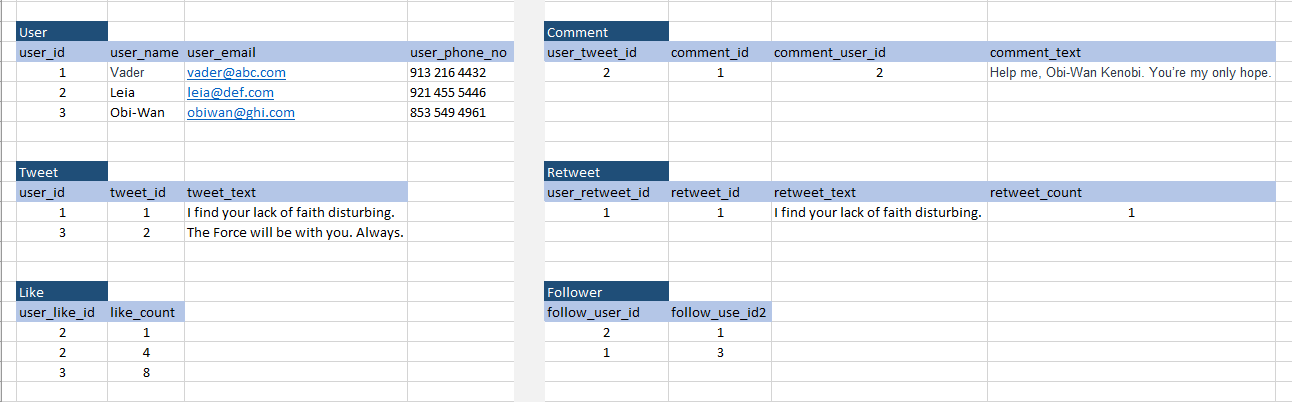 User
user_id user_name user_email user_phone_no
1 Vader vader@abc.com 913 216 4432
2 Leia leia@def.com 921 455 5446
3 Obi-Wan obiwan@ghi.com 853 549 4961
Tweet
user_id tweet_id tweet_text
1 1 I find your lack of faith disturbing.
3 2 The Force will be with you. Always.
Like
user_like_id like_count
2 1
2 4
3 8
Comment
user_tweet_id comment_id comment_user_id comment_text
2 1 2 Help me, Obi-Wan Kenobi. You’re my only hope.
Retweet
user_retweet_id retweet_id retweet_text retweet_count
1 1 I find your lack of faith disturbing. 1
Follower
follow_user_id follow_use_id2
2 1
1 3